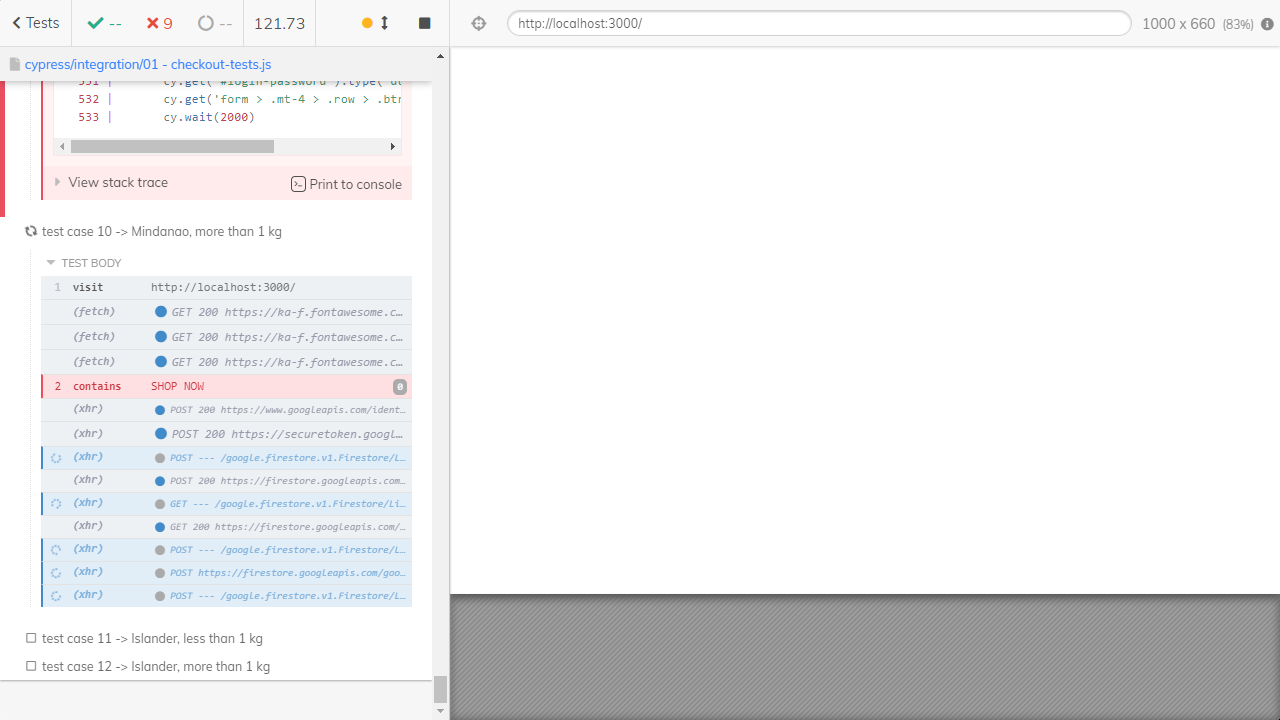 Tests
--
9
--
121.73
http://localhost:3000/
1000 x 660 (83%)
cypress/integration/01 - checkout-tests.js
531 | cy.get('#login-password').type('
532 | cy.get('form > .mt-4 > .row > .btn
533 | cy.wait(2000)
View stack trace
Print to console
test case 10 -> Mindanao, more than 1 kg
TEST BODY
1 visit http://localhost:3000/
(fetch) GET 200 https://ka-f.fontawesome.c…
(fetch) GET 200 https://ka-f.fontawesome.c…
(fetch) GET 200 https://ka-f.fontawesome.c…
2 contains SHOP NOW 0
(xhr) POST 200 https://www.googleapis.com/ident…
(xhr) POST 200 https://securetoken.googl…
(xhr) POST --- /google.firestore.v1.Firestore/L…
(xhr) POST 200 https://firestore.googleapis.com…
(xhr) GET --- /google.firestore.v1.Firestore/Li…
(xhr) GET 200 https://firestore.googleapis.com/…
(xhr) POST --- /google.firestore.v1.Firestore/L…
(xhr) POST https://firestore.googleapis.com/goo…
(xhr) POST --- /google.firestore.v1.Firestore/L…
test case 11 -> Islander, less than 1 kg
test case 12 -> Islander, more than 1 kg